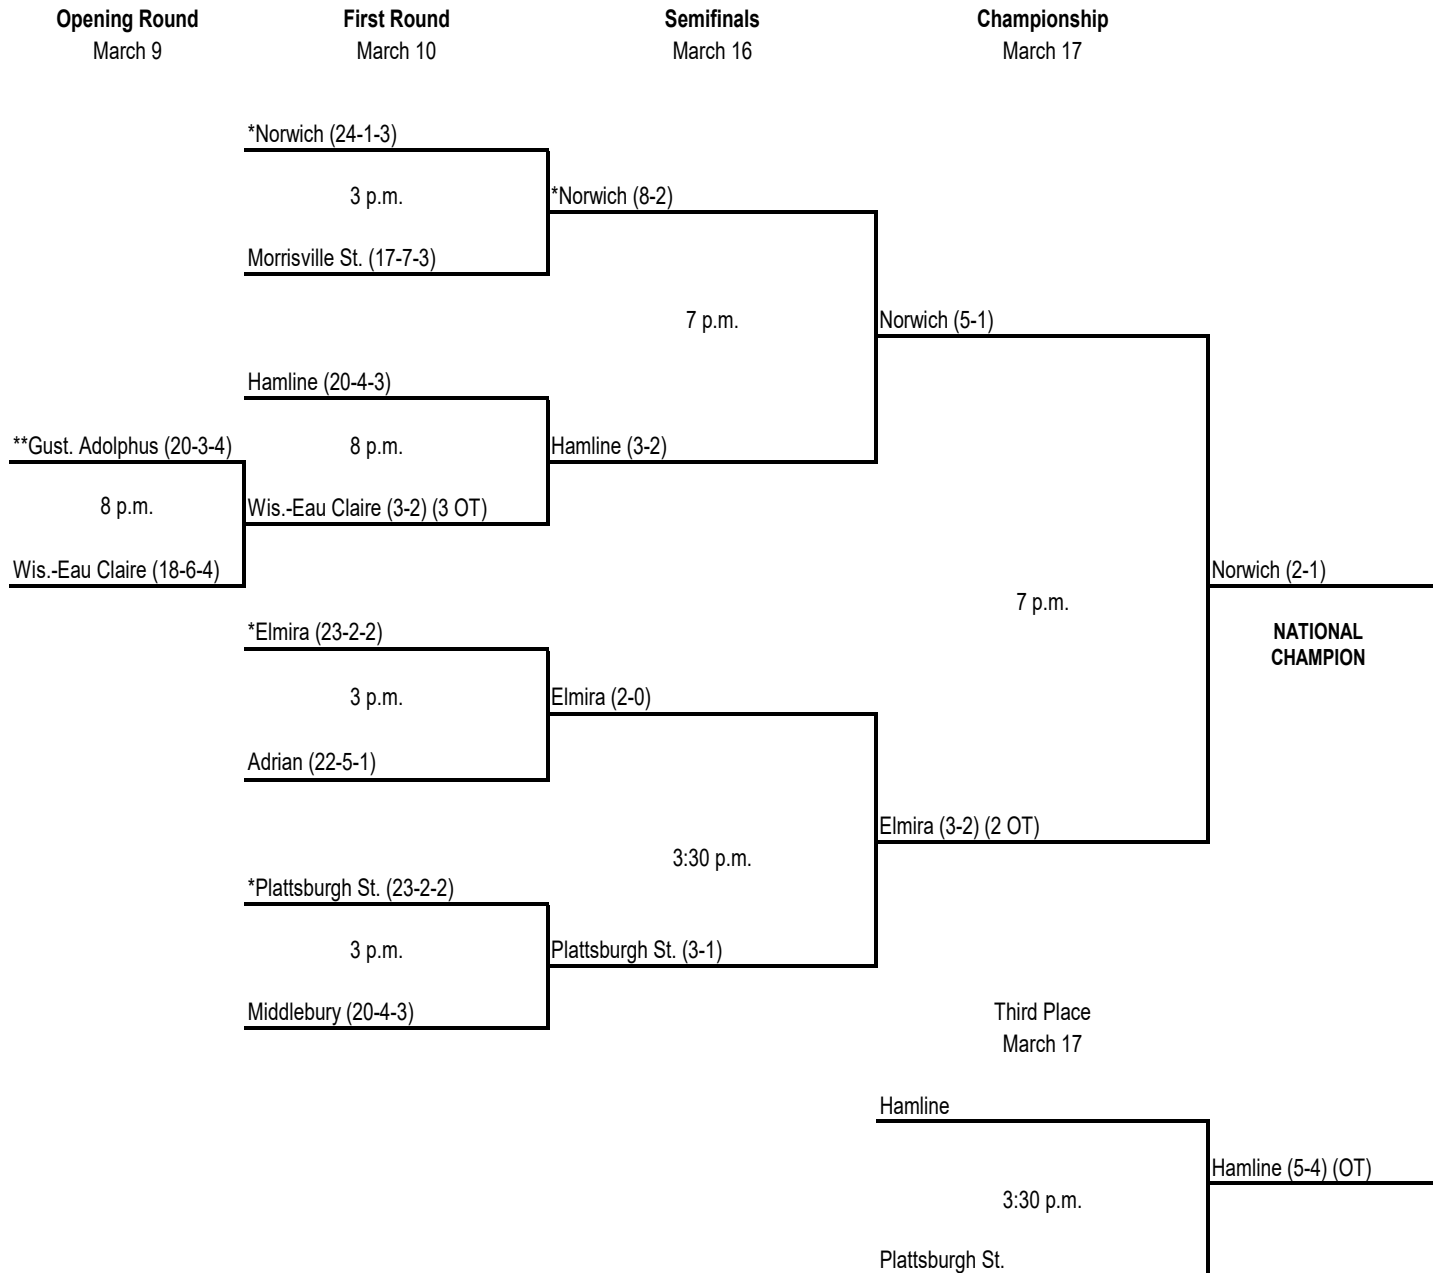 Opening Round
March 9
First Round
March 10
Semifinals
March 16
Championship
March 17
*Norwich (24-1-3)
3 p.m.
*Norwich (8-2)
Morrisville St. (17-7-3)
7 p.m.
Norwich (5-1)
Hamline (20-4-3)
**Gust. Adolphus (20-3-4)
8 p.m.
Hamline (3-2)
8 p.m.
Wis.-Eau Claire (3-2) (3 OT)
Wis.-Eau Claire (18-6-4)
Norwich (2-1)
7 p.m.
NATIONAL
CHAMPION
*Elmira (23-2-2)
3 p.m.
Elmira (2-0)
Adrian (22-5-1)
Elmira (3-2) (2 OT)
3:30 p.m.
*Plattsburgh St. (23-2-2)
3 p.m.
Plattsburgh St. (3-1)
Middlebury (20-4-3)
Third Place
March 17
Hamline
Hamline (5-4) (OT)
3:30 p.m.
Plattsburgh St.